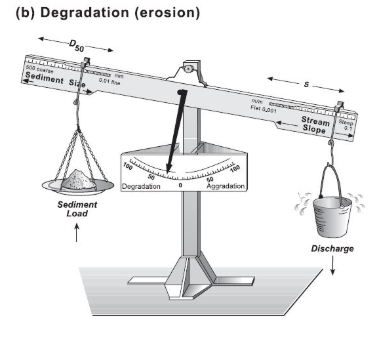 (b) Degradation (erosion)
D50
s
500 coarse
mm
0.01 fine
Sediment Size
m/m
Flat 0.001
Stream
Slope
Steep
0.1
100
50
0
50
100
Degradation
Aggradation
Sediment
Load
Discharge